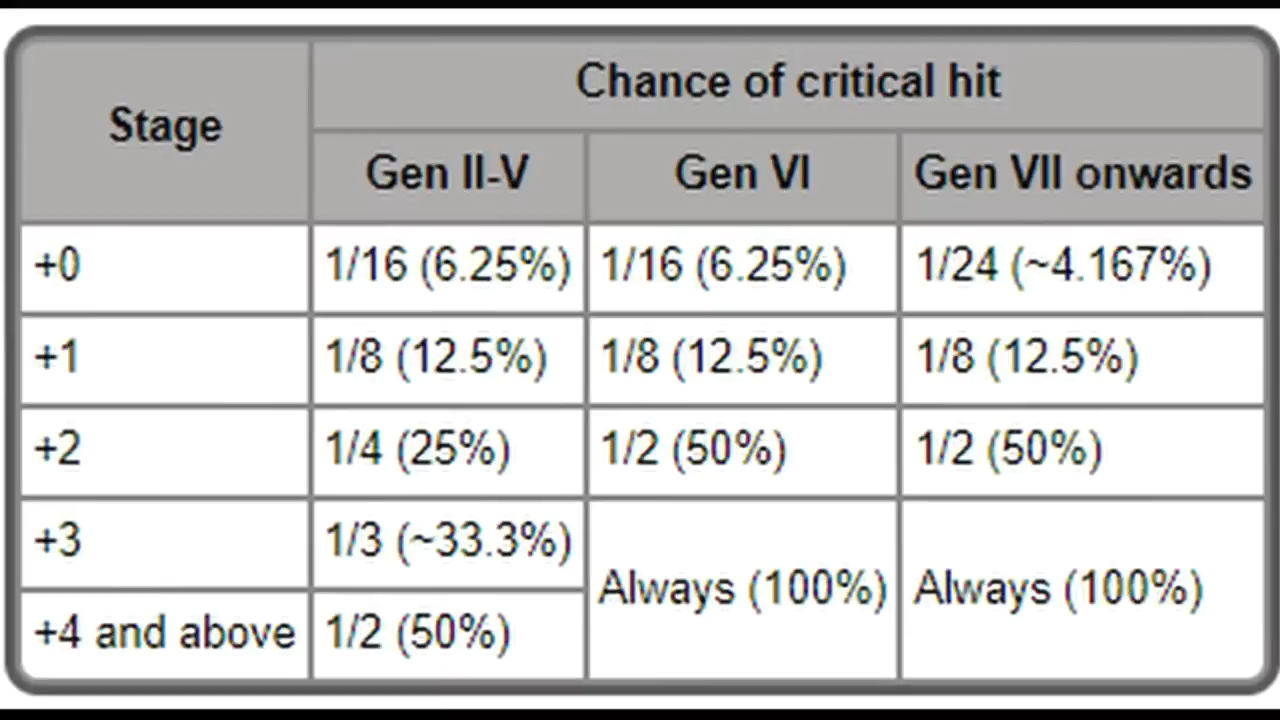 Stage
Chance of critical hit
Gen II-V
Gen VI
Gen VII onwards
+0
1/16 (6.25%)
1/16 (6.25%)
1/24 (~4.167%)
+1
1/8 (12.5%)
1/8 (12.5%)
1/8 (12.5%)
+2
1/4 (25%)
1/2 (50%)
1/2 (50%)
+3
1/3 (~33.3%)
Always (100%)
Always (100%)
+4 and above
1/2 (50%)